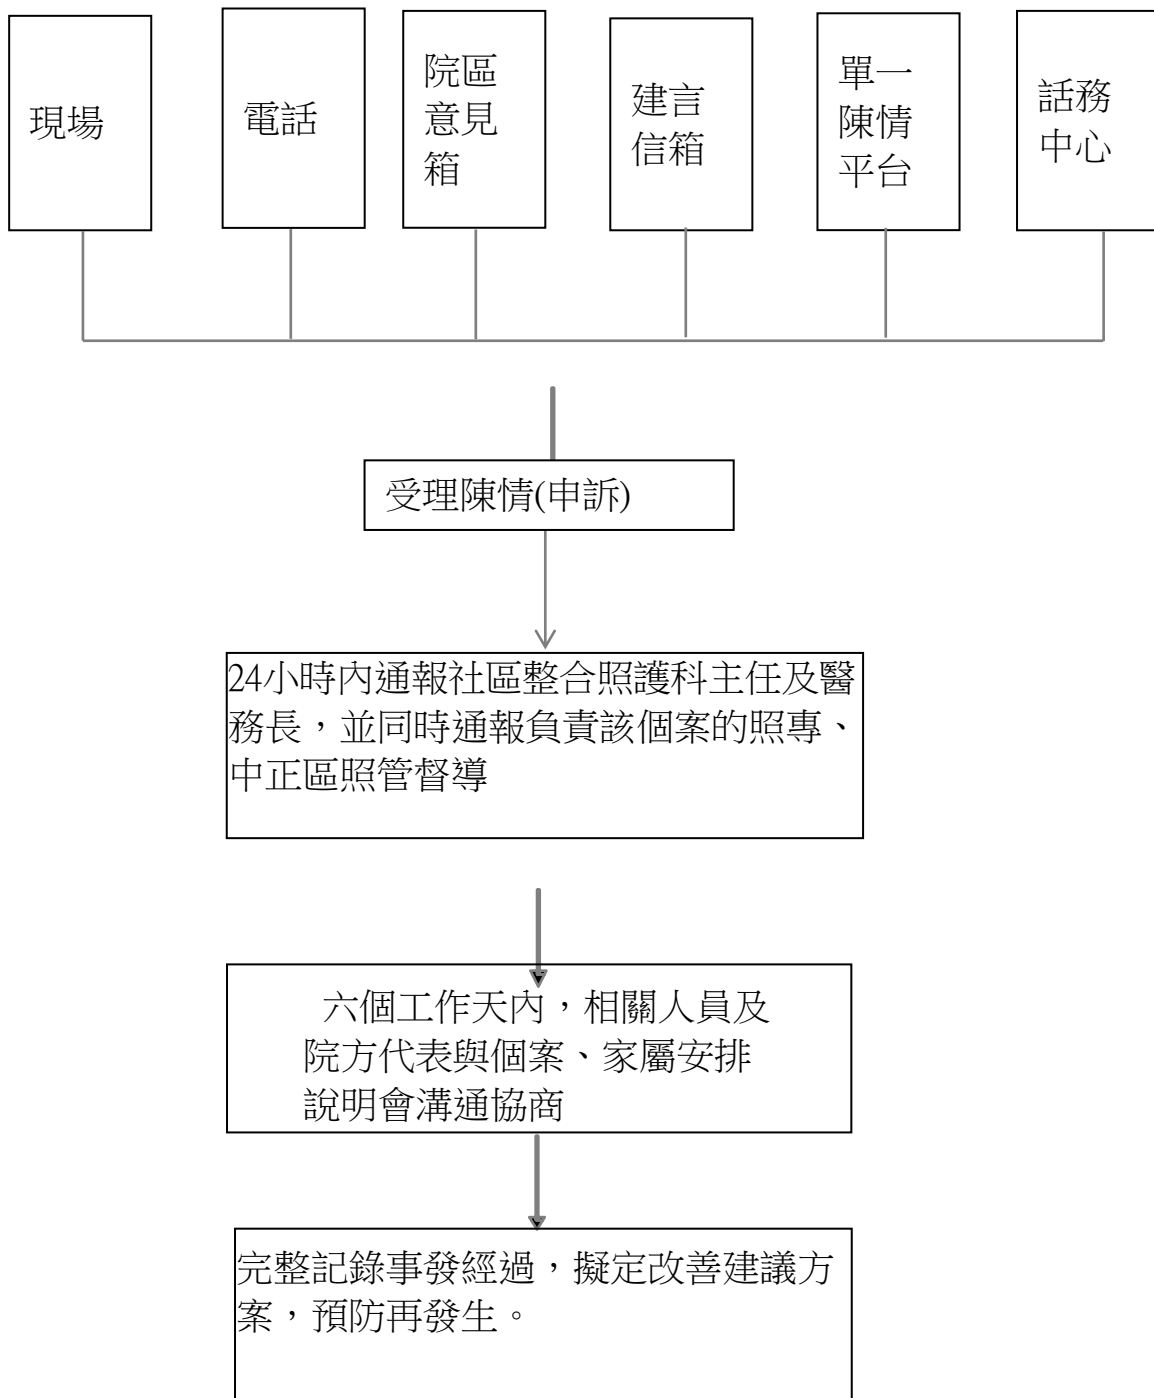 現場
電話
院區
意見
箱
建言
信箱
單一
陳情
平台
話務
中心
受理陳情(申訴)
24小時內通報社區整合照護科主任及醫
務長，並同時通報負責該個案的照專、
中正區照管督導
六個工作天內，相關人員及
院方代表與個案、家屬安排
說明會溝通協商
完整記錄事發經過，擬定改善建議方
案，預防再發生。